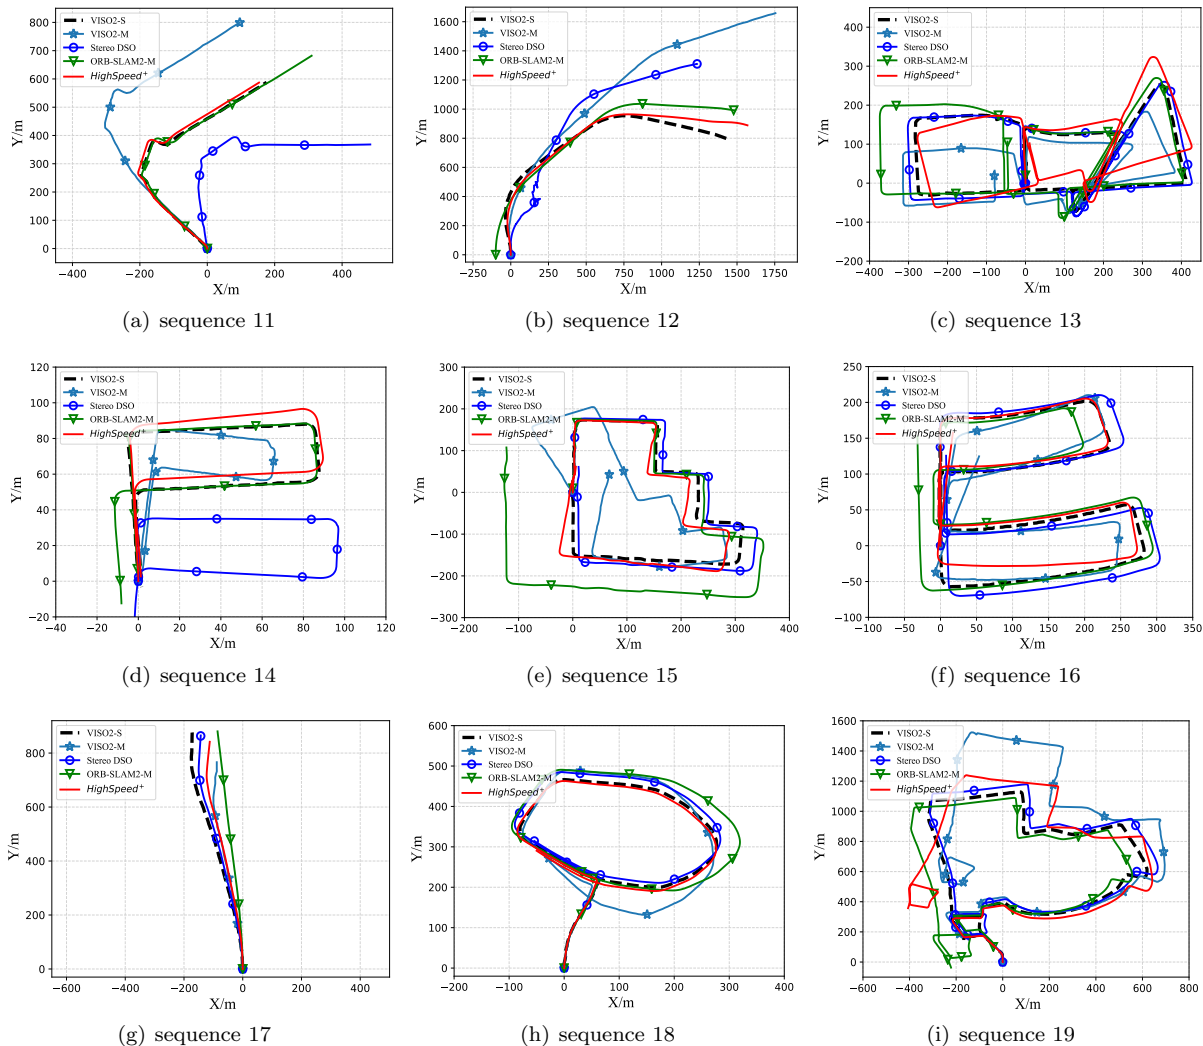 VISO2-S
VISO2-M
Stereo DSO
ORB-SLAM2-M
HighSpeed+
Y/m
800
700
600
500
400
300
200
100
0
−400 −200 0 200 400
X/m
(a) sequence 11
VISO2-S
VISO2-M
Stereo DSO
ORB-SLAM2-M
HighSpeed+
Y/m
1600
1400
1200
1000
800
600
400
200
0
−250 0 250 500 750 1000 1250 1500 1750
X/m
(b) sequence 12
VISO2-S
VISO2-M
Stereo DSO
ORB-SLAM2-M
HighSpeed+
Y/m
400
300
200
100
0
−100
−200
−400 −300 −200 −100 0 100 200 300 400
X/m
(c) sequence 13
VISO2-S
VISO2-M
Stereo DSO
ORB-SLAM2-M
HighSpeed+
Y/m
120
100
80
60
40
20
0
−20
−40 −20 0 20 40 60 80 100 120
X/m
(d) sequence 14
VISO2-S
VISO2-M
Stereo DSO
ORB-SLAM2-M
HighSpeed+
Y/m
300
200
100
0
−100
−200
−300
−200 −100 0 100 200 300 400
X/m
(e) sequence 15
VISO2-S
VISO2-M
Stereo DSO
ORB-SLAM2-M
HighSpeed+
Y/m
250
200
150
100
50
0
−50
−100
−100 −50 0 50 100 150 200 250 300 350
X/m
(f) sequence 16
VISO2-S
VISO2-M
Stereo DSO
ORB-SLAM2-M
HighSpeed+
Y/m
800
600
400
200
0
−600 −400 −200 0 200 400
X/m
(g) sequence 17
VISO2-S
VISO2-M
Stereo DSO
ORB-SLAM2-M
HighSpeed+
Y/m
600
500
400
300
200
100
0
−200 −100 0 100 200 300 400
X/m
(h) sequence 18
VISO2-S
VISO2-M
Stereo DSO
ORB-SLAM2-M
HighSpeed+
Y/m
1600
1400
1200
1000
800
600
400
200
0
−600 −400 −200 0 200 400 600 800
X/m
(i) sequence 19